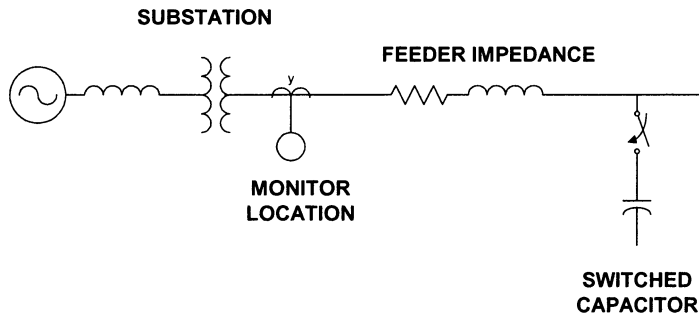 SUBSTATION
FEEDER IMPEDANCE
y
MONITOR
LOCATION
SWITCHED
CAPACITOR